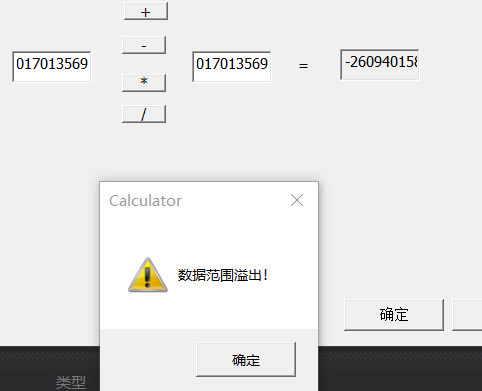 +
-
017013569
017013569
=
-260940158
*
/
Calculator
数据范围溢出!
确定
确定
类型